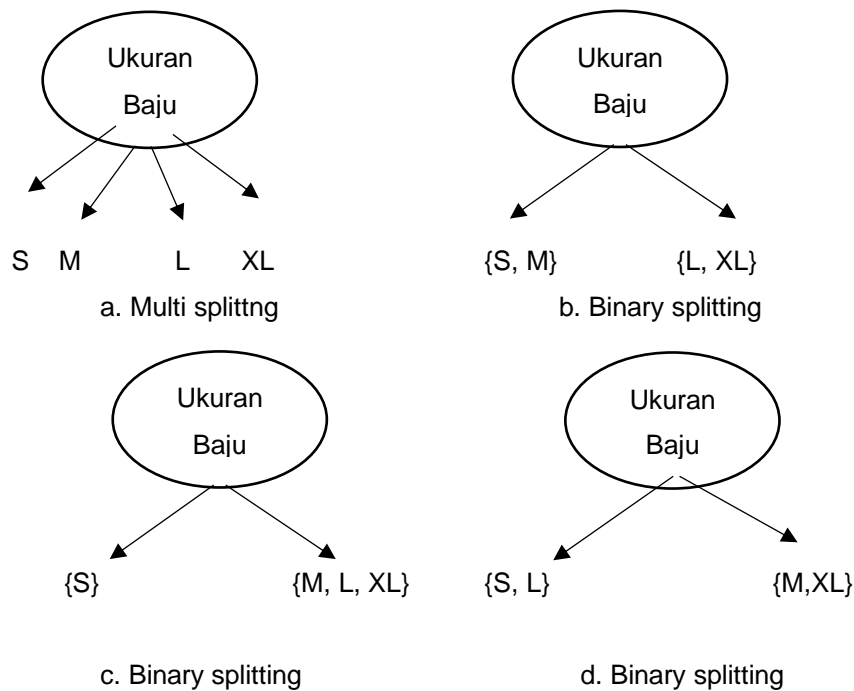 Ukuran
Baju
S M L XL
a. Multi splittng
Ukuran
Baju
{S, M} {L, XL}
b. Binary splitting
Ukuran
Baju
{S} {M, L, XL}
c. Binary splitting
Ukuran
Baju
{S, L} {M,XL}
d. Binary splitting